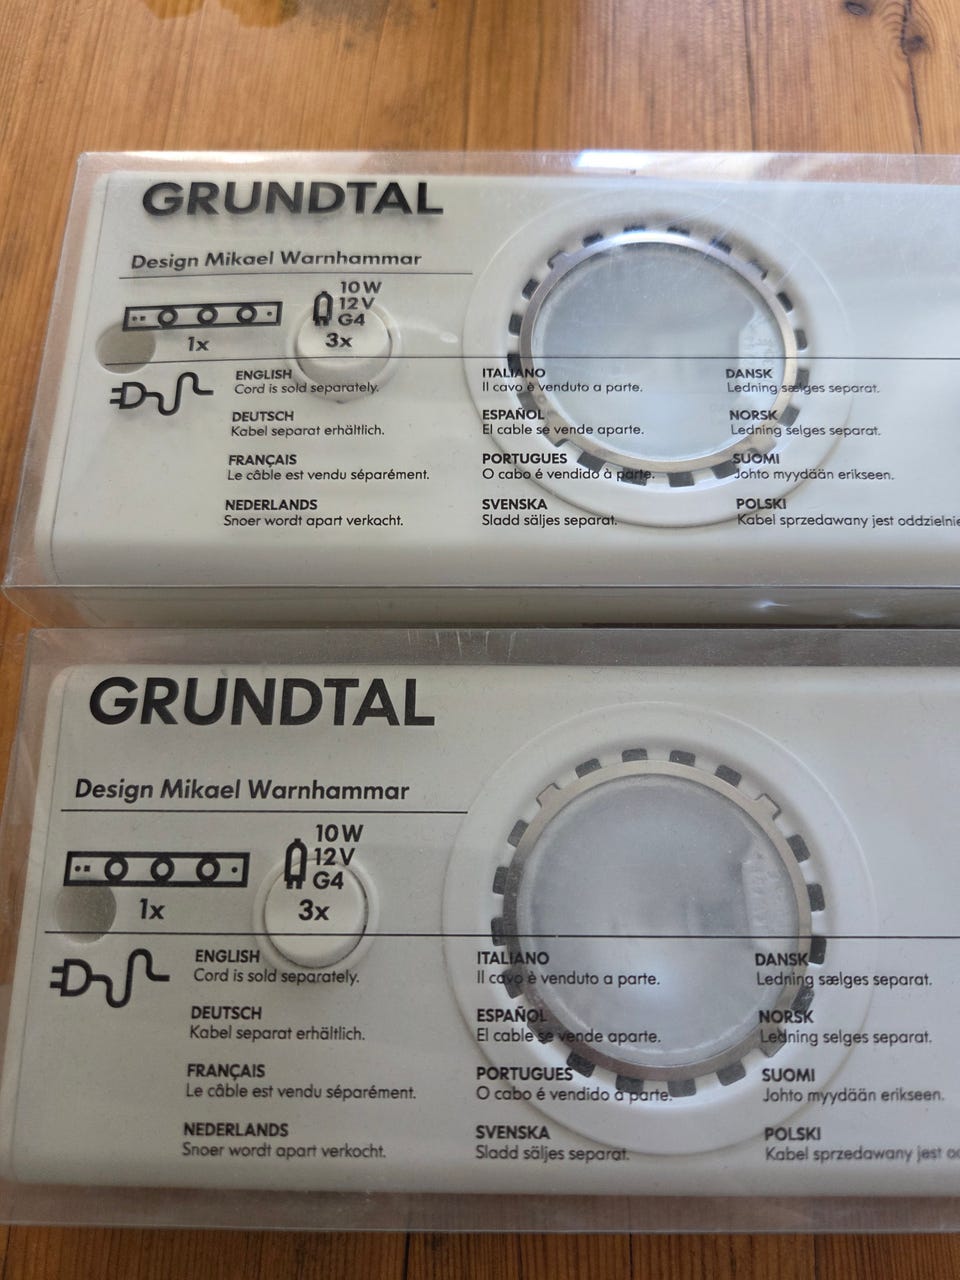 GRUNDTAL
Design Mikael Warnhammar
10W
12V
G4
1x
3x
ENGLISH
Cord is sold separately.
DEUTSCH
Kabel separat erhältlich.
FRANÇAIS
Le câble est vendu séparément.
NEDERLANDS
Snoer wordt apart verkocht.
ITALIANO
Il cavo è venduto a parte.
ESPAÑOL
El cable se vende aparte.
PORTUGUES
O cabo é vendido à parte.
SVENSKA
Sladd säljes separat.
DANSK
Ledning sælges separat.
NORSK
Ledning selges separat.
SUOMI
Johto myydään erikseen.
POLSKI
Kabel sprzedawany jest oddzielnie
GRUNDTAL
Design Mikael Warnhammar
10W
12V
G4
1x
3x
ENGLISH
Cord is sold separately.
DEUTSCH
Kabel separat erhältlich.
FRANÇAIS
Le câble est vendu séparément.
NEDERLANDS
Snoer wordt apart verkocht.
ITALIANO
Il cavo è venduto a parte.
ESPAÑOL
El cable se vende aparte.
PORTUGUES
O cabo é vendido à parte.
SVENSKA
Sladd säljes separat.
DANSK
Ledning sælges separat.
NORSK
Ledning selges separat.
SUOMI
Johto myydään erikseen.
POLSKI
Kabel sprzedawany jest